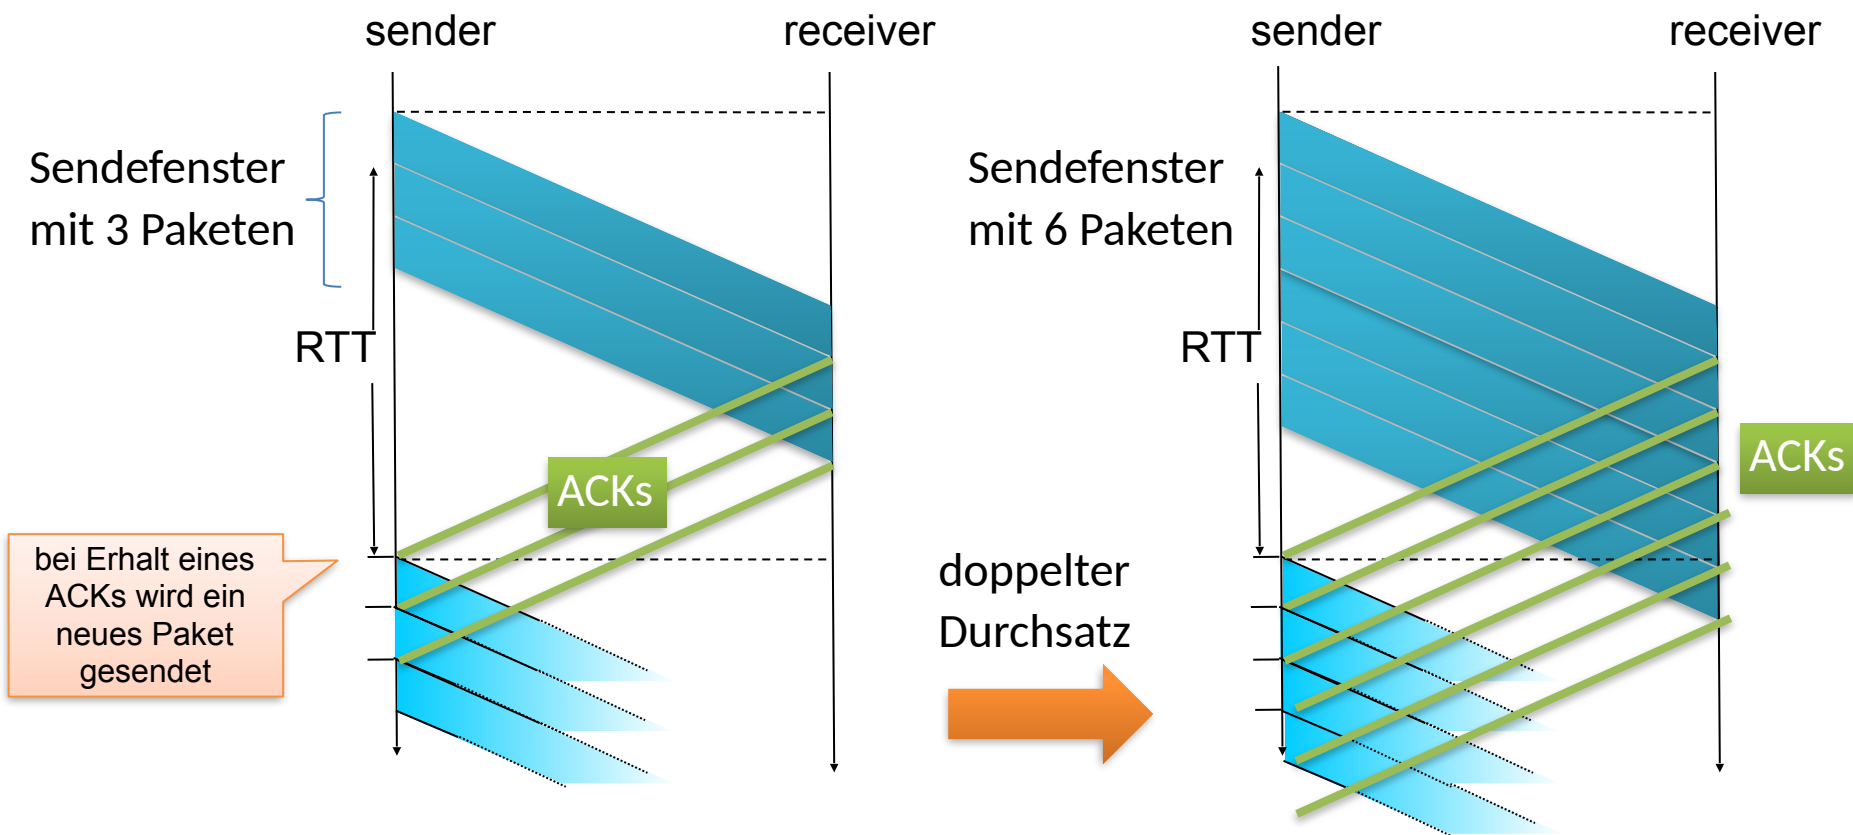 sender
receiver
Sendefenster
mit 3 Paketen
RTT
ACKs
bei Erhalt eines
ACKs wird ein
neues Paket
gesendet
doppelter
Durchsatz
sender
receiver
Sendefenster
mit 6 Paketen
RTT
ACKs